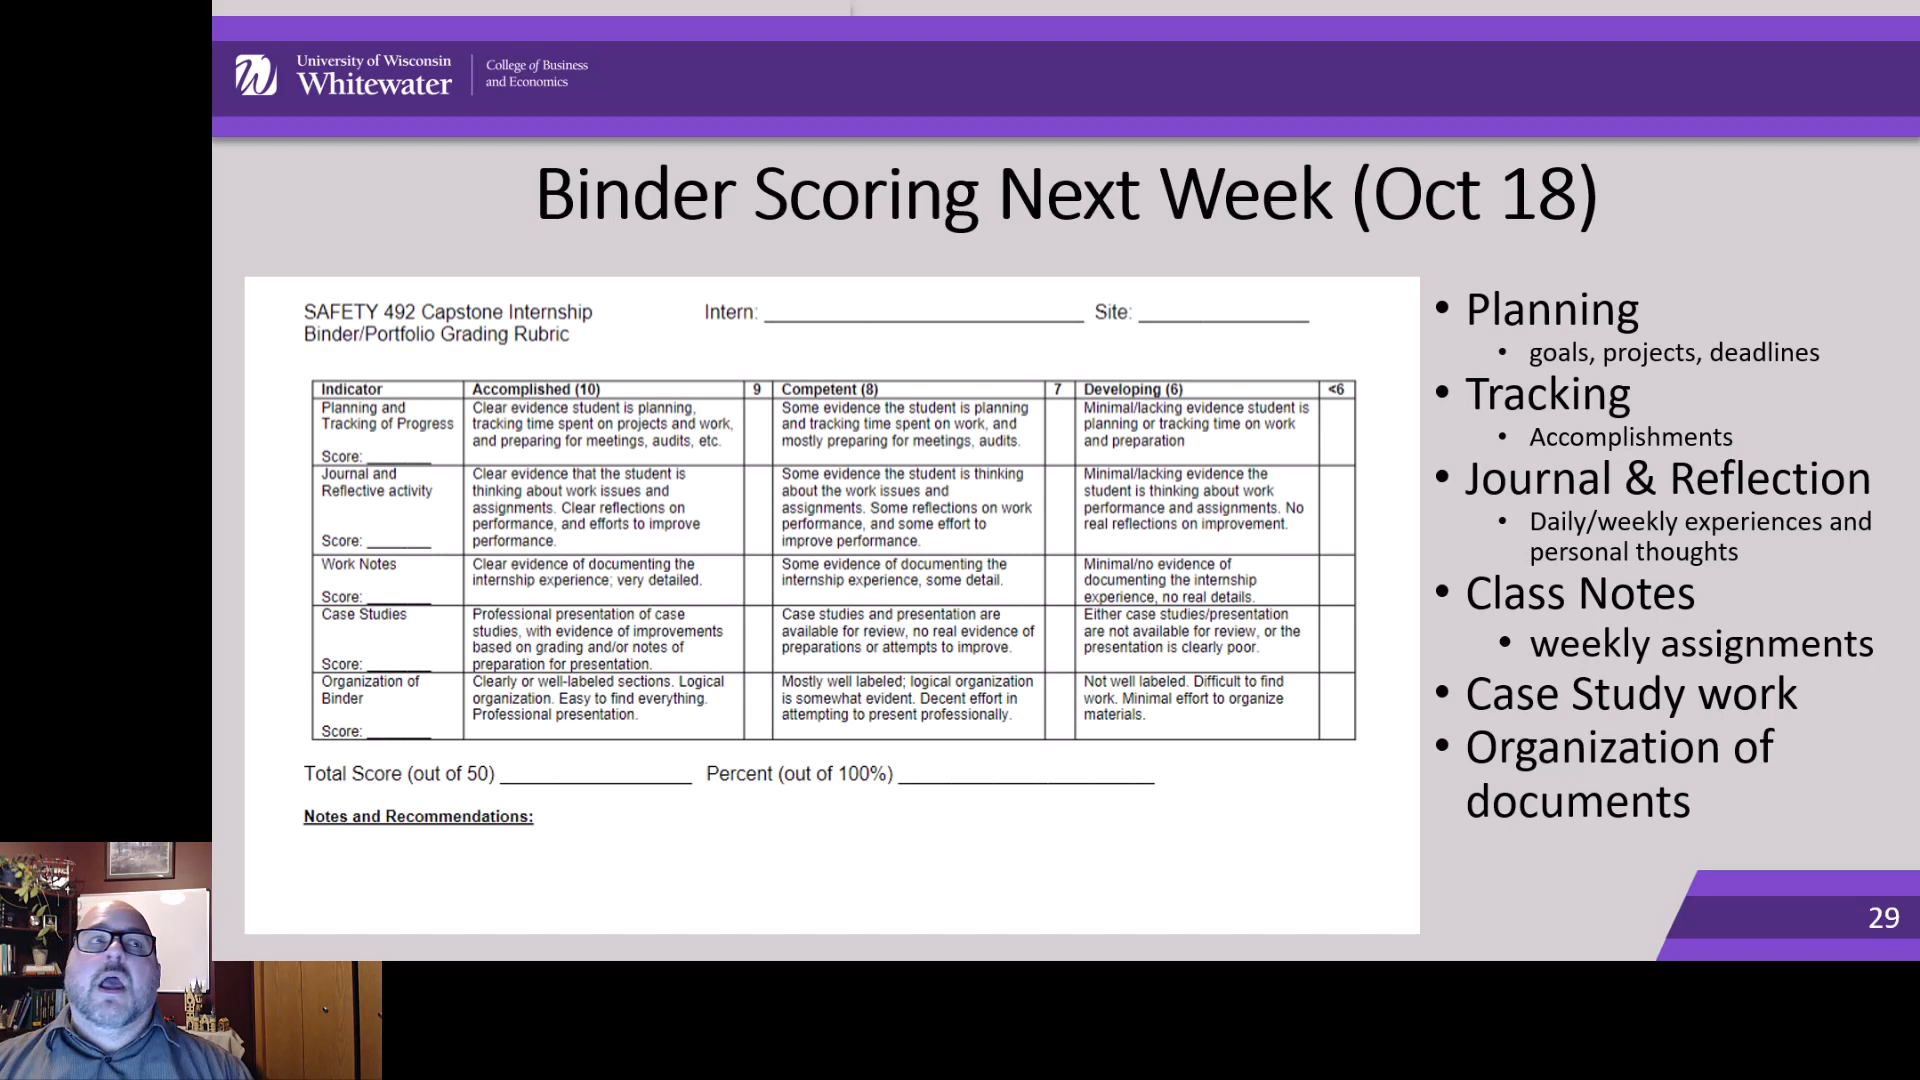 University of Wisconsin
Whitewater
College of Business
and Economics
Binder Scoring Next Week (Oct 18)
SAFETY 492 Capstone Internship
Binder/Portfolio Grading Rubric
Intern: ____________________ Site: ____________________
Indicator Accomplished (10) 9 Competent (8) 7 Developing (6) <6
Planning and
Tracking of Progress
Score: _______
Clear evidence student is planning,
tracking time spent on projects and work,
and preparing for meetings, audits, etc.
Some evidence the student is planning
and tracking time spent on work, and
mostly preparing for meetings, audits.
Minimal/lacking evidence student is
planning or tracking time on work
and preparation
Journal and
Reflective activity
Score: _______
Clear evidence that the student is
thinking about work issues and
assignments. Clear reflections on
performance, and efforts to improve
performance.
Some evidence the student is thinking
about the work issues and
assignments. Some reflections on work
performance, and some effort to
improve performance.
Minimal/lacking evidence the
student is thinking about work
performance and assignments. No
real reflections on improvement.
Work Notes
Score: _______
Clear evidence of documenting the
internship experience; very detailed.
Some evidence of documenting the
internship experience, some detail.
Minimal/no evidence of
documenting the internship
experience, no real details.
Case Studies
Score: _______
Professional presentation of case
studies, with evidence of improvements
based on grading and/or notes of
preparation for presentation.
Case studies and presentation are
available for review, no real evidence of
preparations or attempts to improve.
Either case studies/presentation
are not available for review, or the
presentation is clearly poor.
Organization of
Binder
Score: _______
Clearly or well-labeled sections. Logical
organization. Easy to find everything.
Professional presentation.
Mostly well labeled; logical organization
is somewhat evident. Decent effort in
attempting to present professionally.
Not well labeled. Difficult to find
work. Minimal effort to organize
materials.
Total Score (out of 50) ____________________ Percent (out of 100%) ____________________
Notes and Recommendations:
• Planning
• goals, projects, deadlines
• Tracking
• Accomplishments
• Journal & Reflection
• Daily/weekly experiences and
personal thoughts
• Class Notes
• weekly assignments
• Case Study work
• Organization of
documents
29